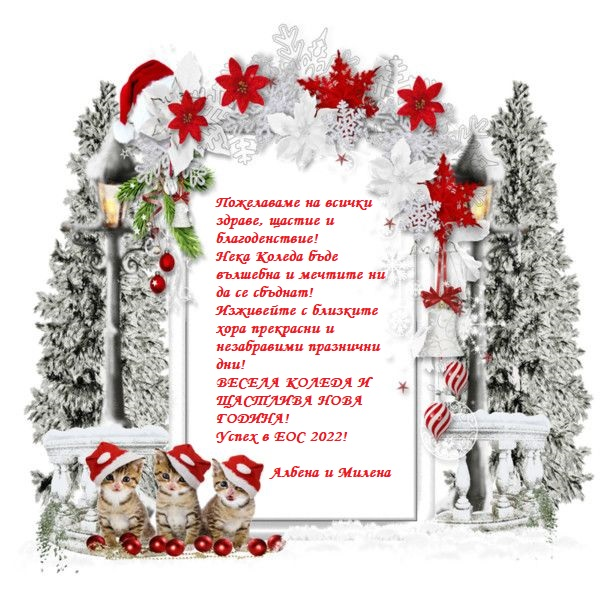 Пожелаваме на всички
здраве, щастие и
благоденствие!
Нека Коледа бъде
вълшебна и мечтите ни
да се сбъднат!
Изживейте с близките
хора прекрасни и
незабравими празнични
дни!
ВЕСЕЛА КОЛЕДА И
ЩАСТЛИВА НОВА
ГОДИНА!
Успех в ЕОС 2022!
Албена и Милена